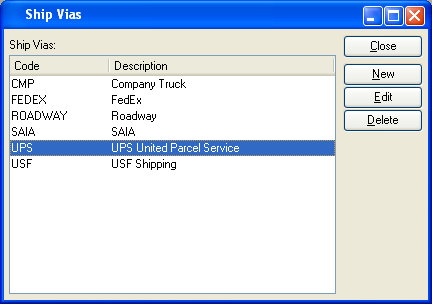 Ship Vias
Ship Vias:
Close
Code Description
New
CMP Company Truck
Edit
FEDEX FedEx
Delete
ROADWAY Roadway
SAIA SAIA
UPS UPS United Parcel Service
USF USF Shipping